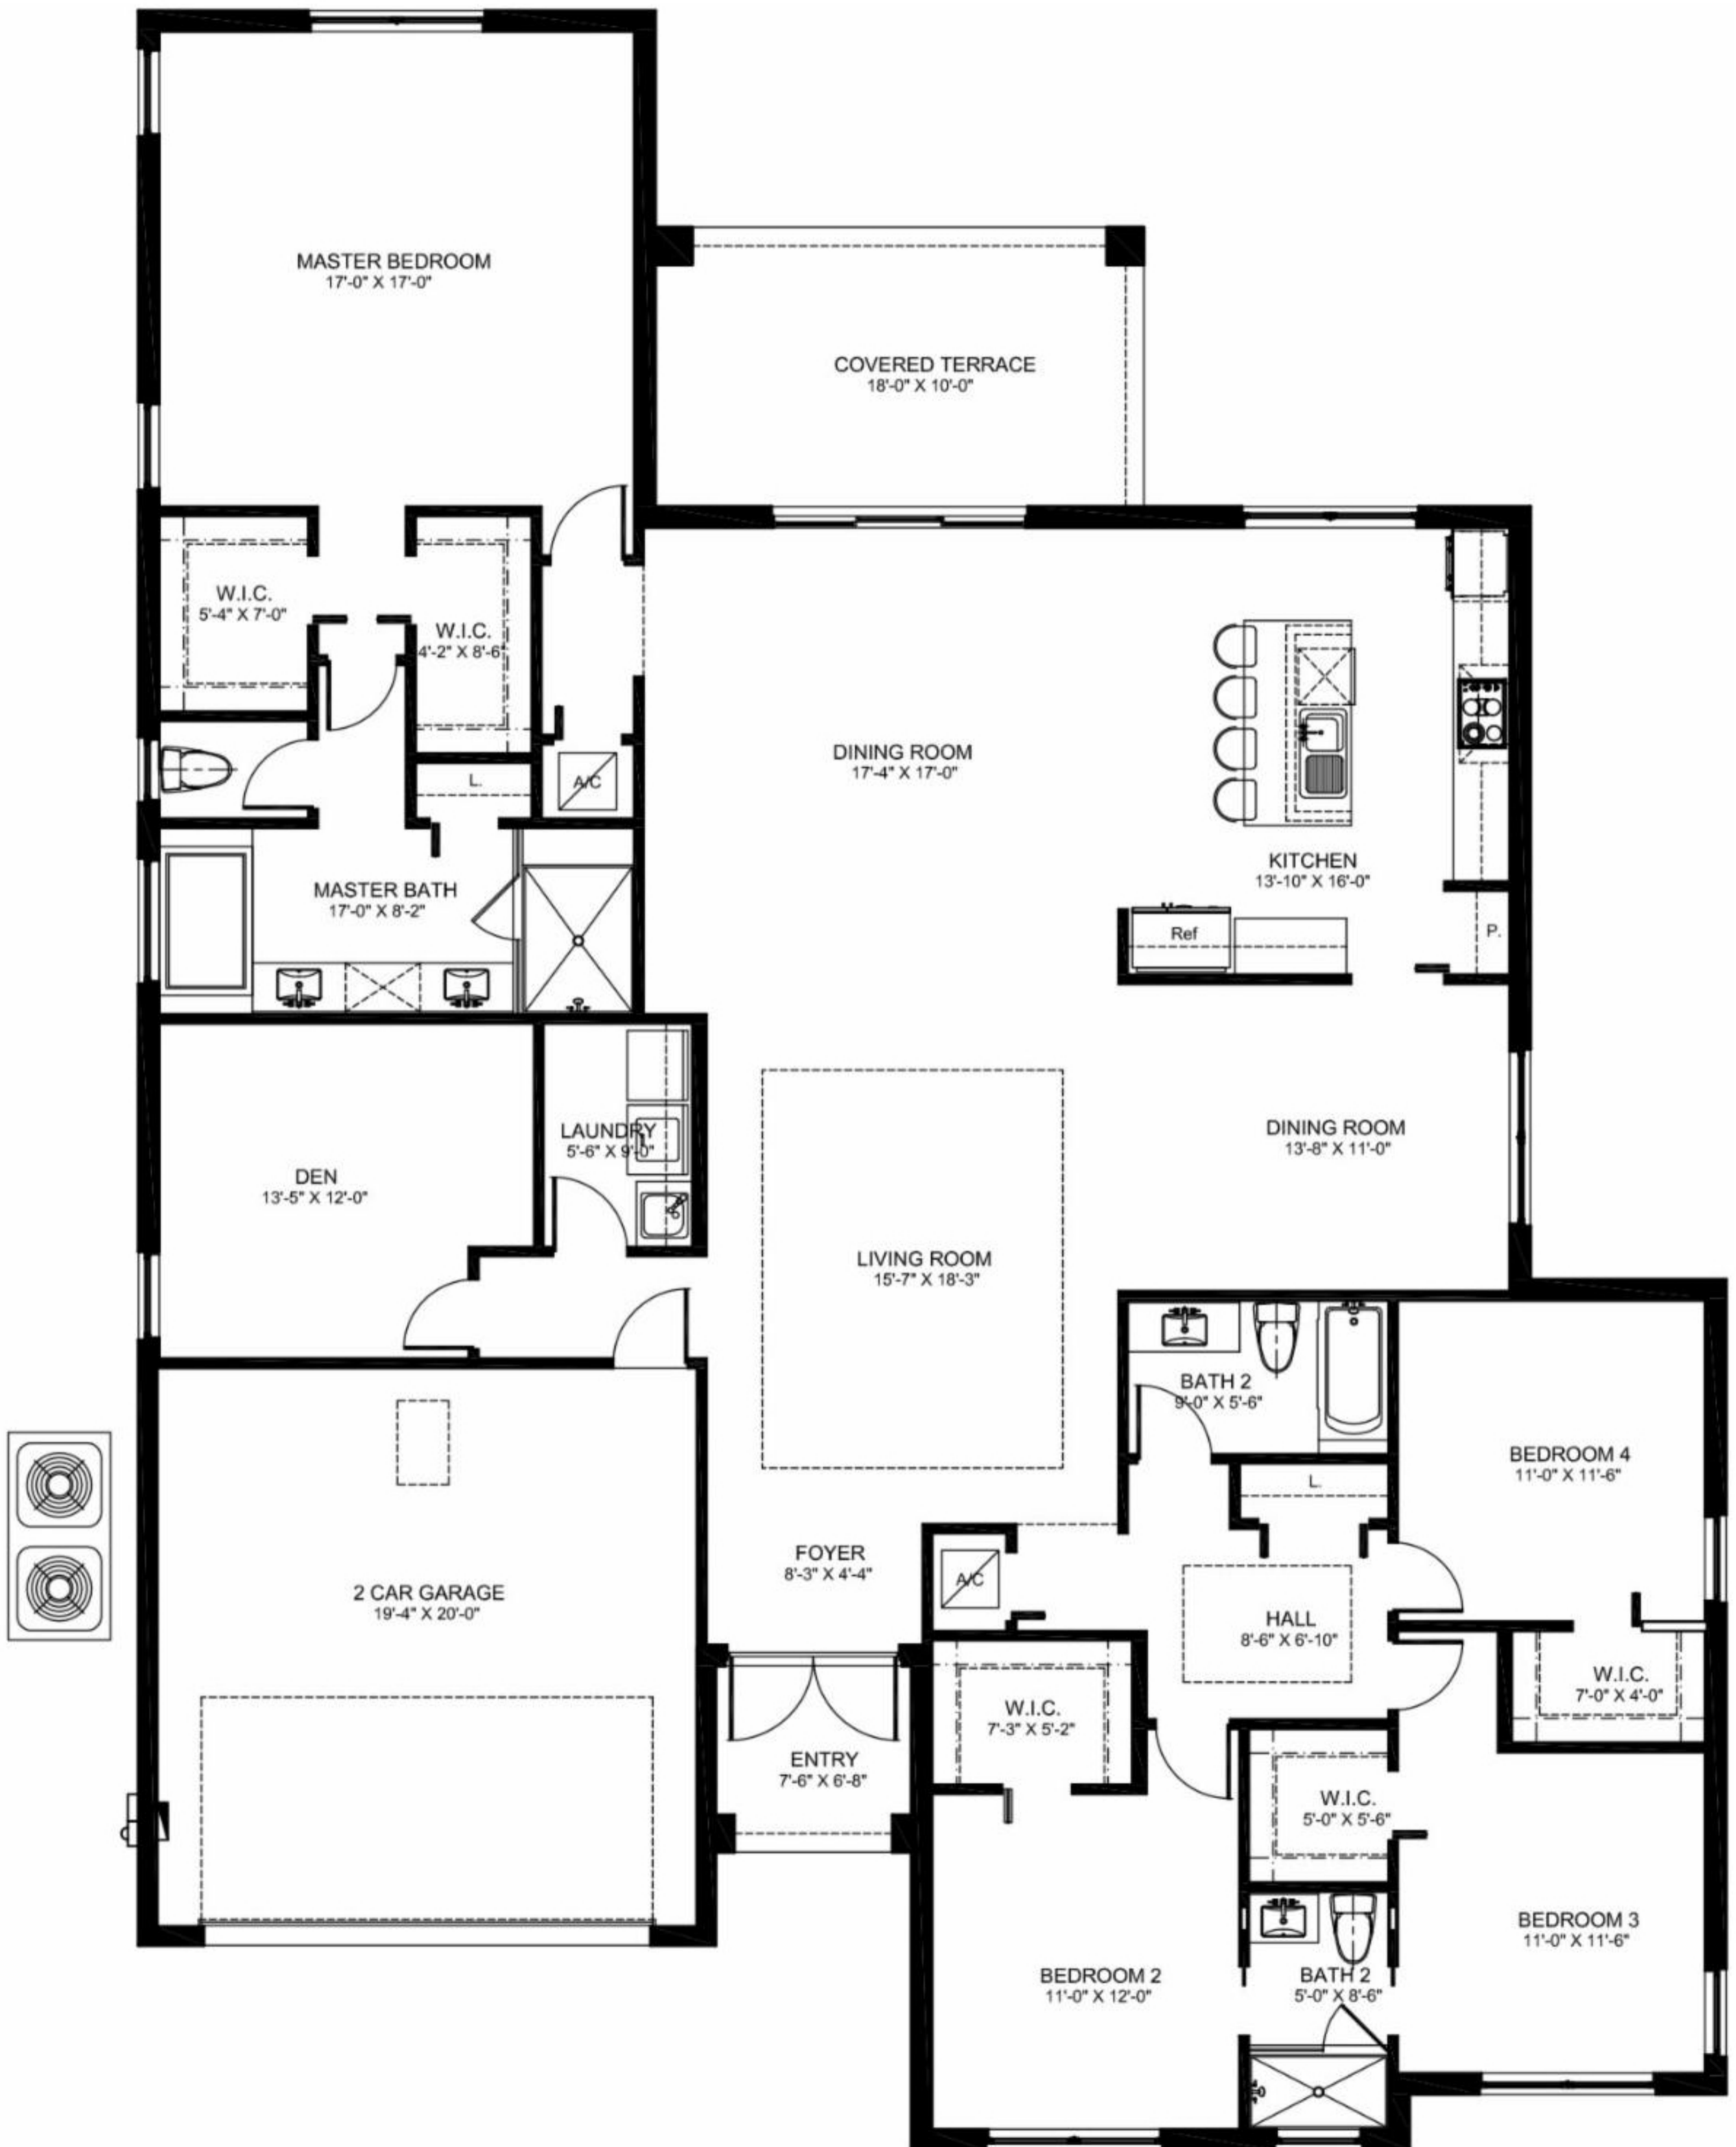 MASTER BEDROOM
17'-0" X 17'-0"
COVERED TERRACE
18'-0" X 10'-0"
W.I.C.
5'-4" X 7'-0"
W.I.C.
4'-2" X 8'-6"
DINING ROOM
17'-4" X 17'-0"
L.
A/C
KITCHEN
13'-10" X 16'-0"
MASTER BATH
17'-0" X 8'-2"
Ref
P.
LAUNDRY
5'-6" X 9'-0"
DINING ROOM
13'-8" X 11'-0"
DEN
13'-5" X 12'-0"
LIVING ROOM
15'-7" X 18'-3"
BATH 2
9'-0" X 5'-6"
BEDROOM 4
11'-0" X 11'-6"
L.
FOYER
8'-3" X 4'-4"
A/C
2 CAR GARAGE
19'-4" X 20'-0"
HALL
8'-6" X 6'-10"
W.I.C.
7'-0" X 4'-0"
W.I.C.
7'-3" X 5'-2"
ENTRY
7'-6" X 6'-8"
W.I.C.
5'-0" X 5'-6"
BEDROOM 3
11'-0" X 11'-6"
BEDROOM 2
11'-0" X 12'-0"
BATH 2
5'-0" X 8'-6"